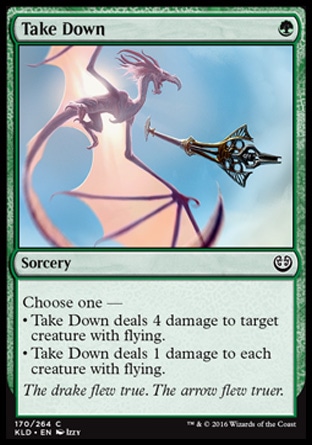 Take Down
Sorcery
Choose one —
• Take Down deals 4 damage to target
creature with flying.
• Take Down deals 1 damage to each
creature with flying.
The drake flew true. The arrow flew truer.
170/264 C
KLD • EN Izzy
™ & © 2016 Wizards of the Coast